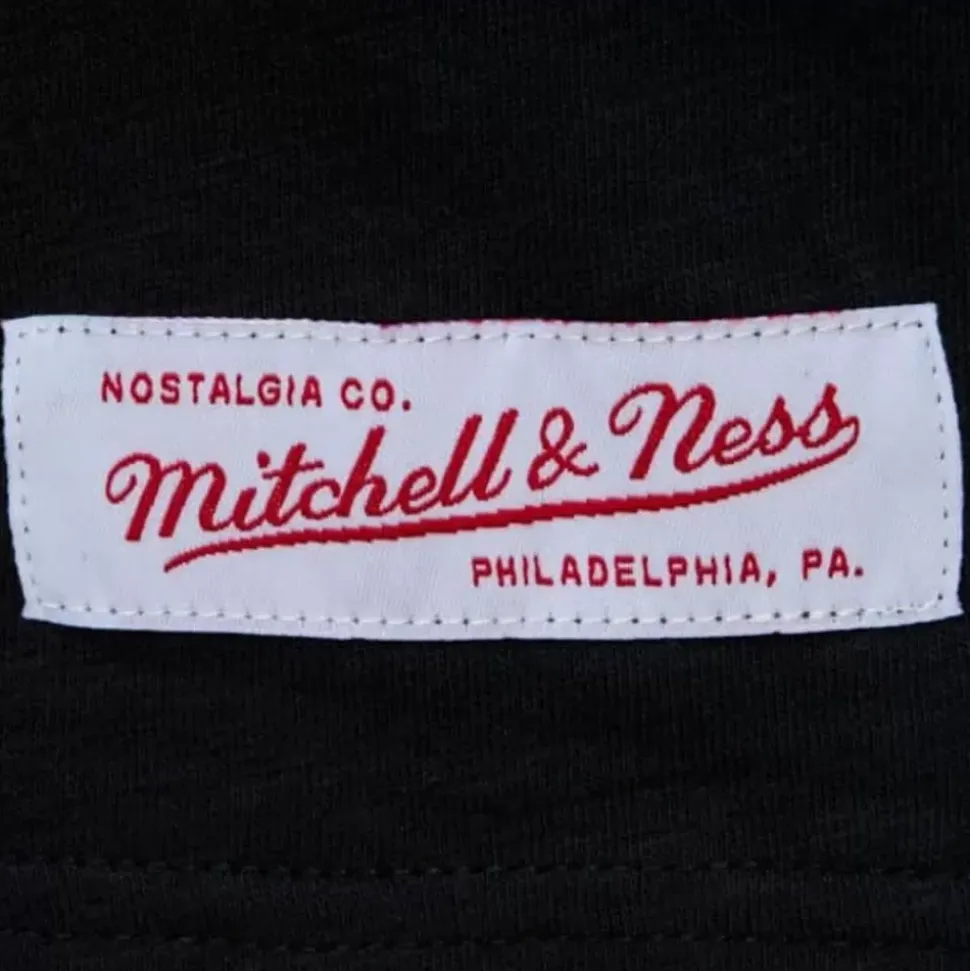 NOSTALGIA CO.
Mitchell & Ness
PHILADELPHIA, PA.